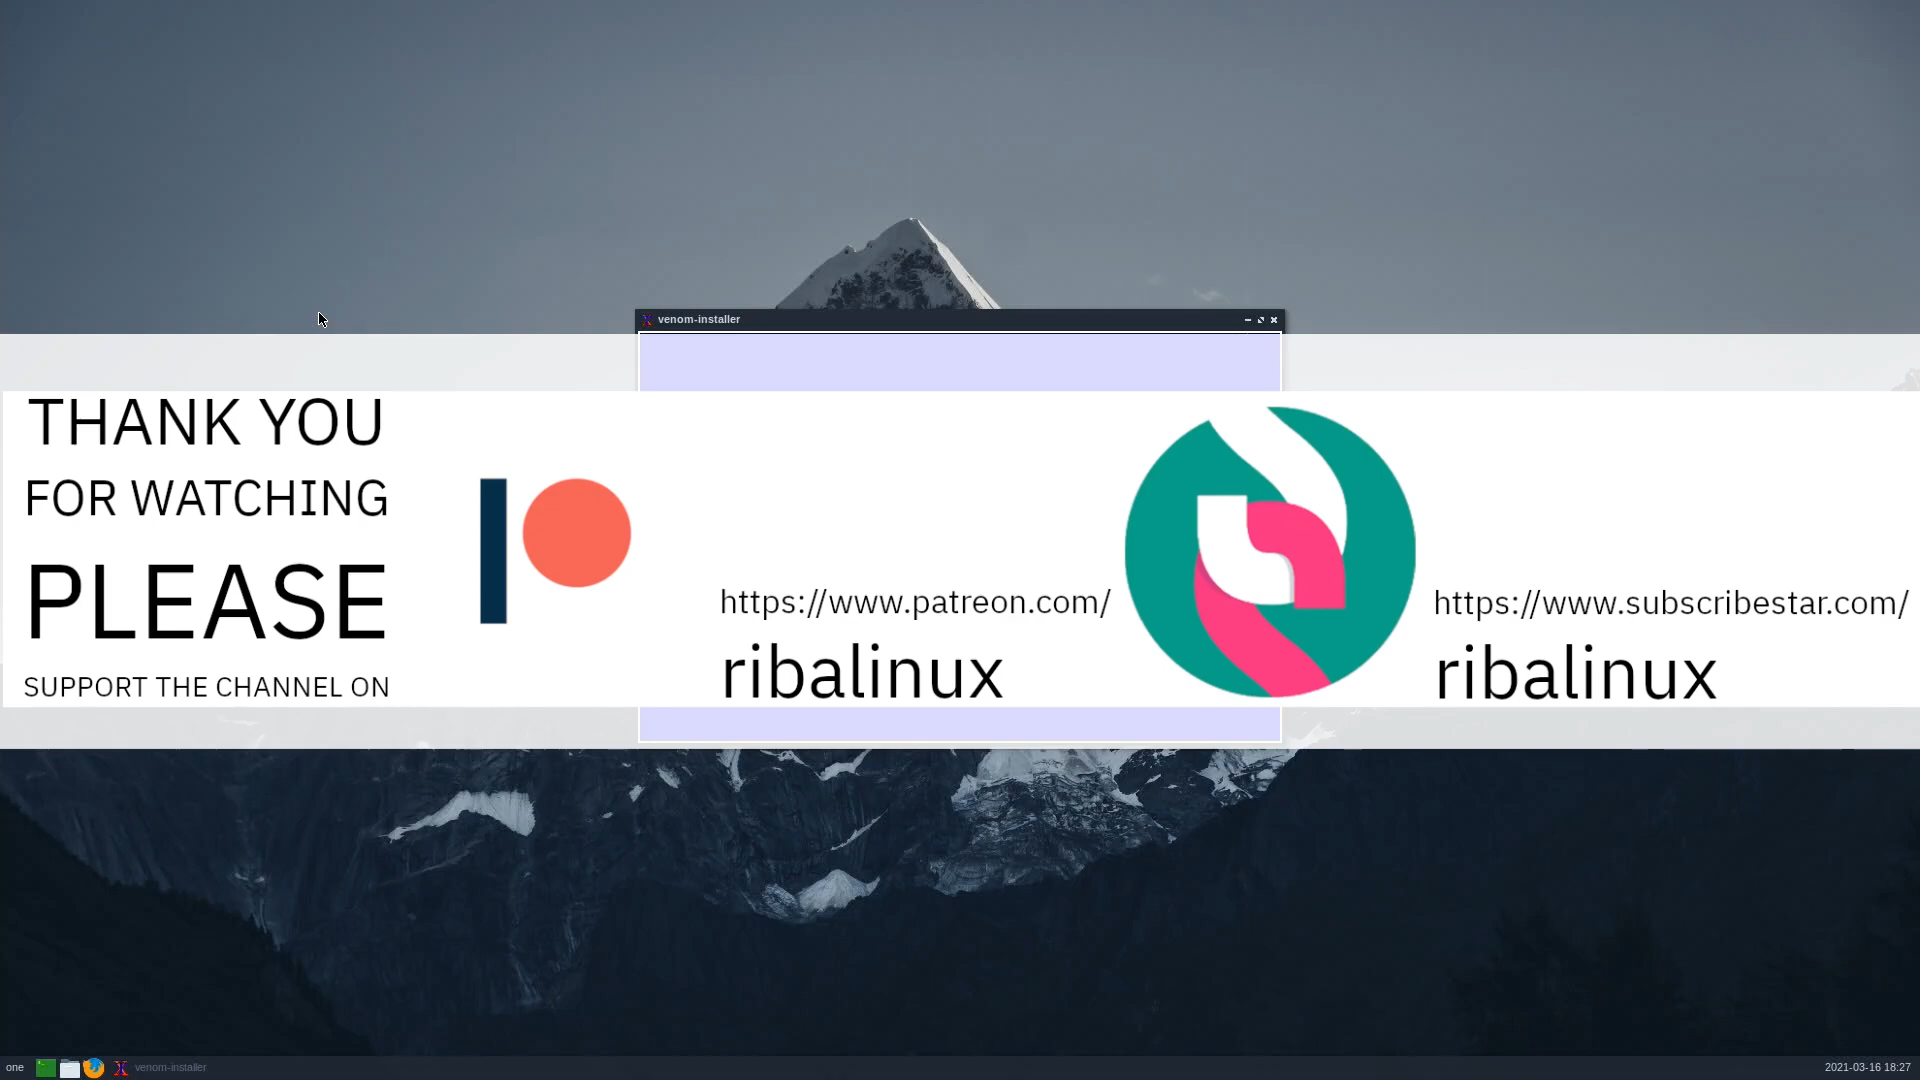 venom-installer
THANK YOU
FOR WATCHING
PLEASE
SUPPORT THE CHANNEL ON
https://www.patreon.com/
ribalinux
https://www.subscribestar.com/
ribalinux
one
venom-installer
2021-03-16 18:27